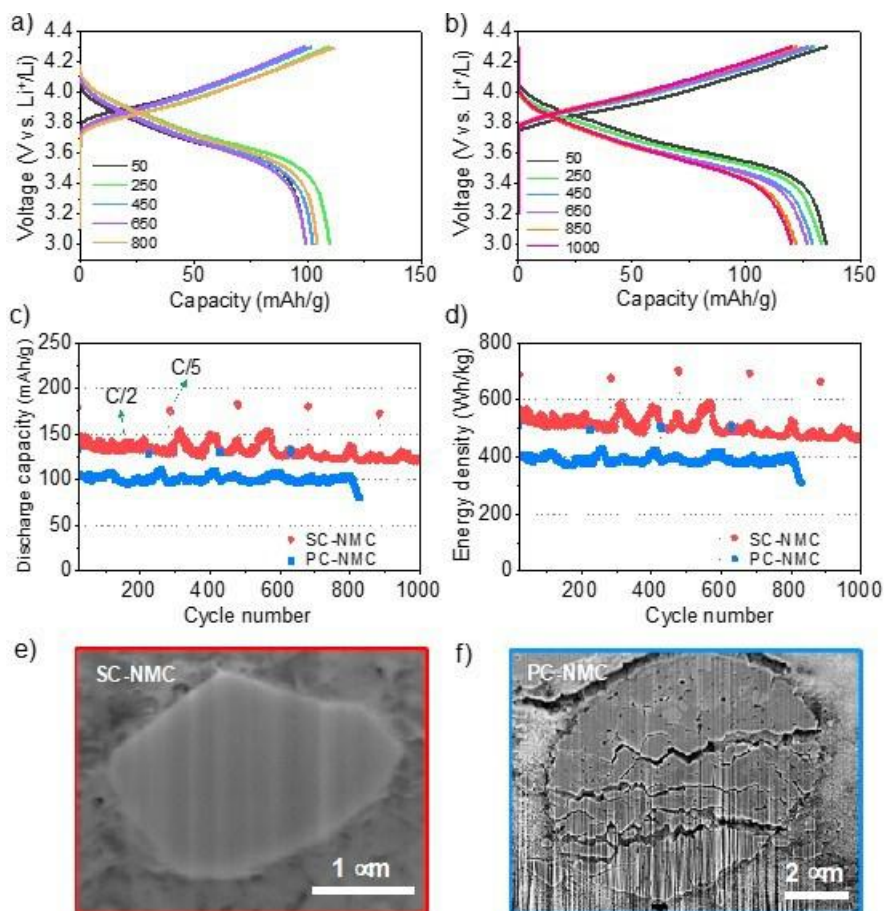 a)
4.4
4.2
4.0
3.8
3.6
3.4
3.2
3.0
Voltage (V vs. Li⁺/Li)
50
250
450
650
800
0
50
100
150
Capacity (mAh/g)
b)
4.4
4.2
4.0
3.8
3.6
3.4
3.2
3.0
Voltage (V vs. Li⁺/Li)
50
250
450
650
850
1000
0
50
100
150
Capacity (mAh/g)
c)
250
200
150
100
50
0
Discharge capacity (mAh/g)
C/2
C/5
SC-NMC
PC-NMC
200
400
600
800
1000
Cycle number
d)
800
600
400
200
0
Energy density (Wh/kg)
SC-NMC
PC-NMC
200
400
600
800
1000
Cycle number
e)
SC-NMC
1 ∝m
f)
PC-NMC
2 ∝m